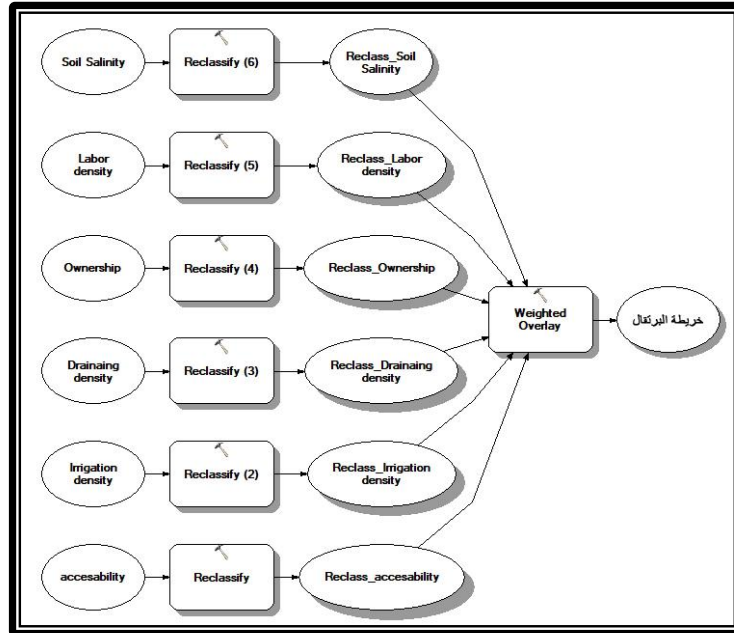 Soil Salinity
Reclassify (6)
Reclass_Soil
Salinity
Labor
density
Reclassify (5)
Reclass_Labor
density
Ownership
Reclassify (4)
Reclass_Ownership
Weighted
Overlay
خريطة البرتقال
Drainaing
density
Reclassify (3)
Reclass_Drainaing
density
Irrigation
density
Reclassify (2)
Reclass_Irrigation
density
accesability
Reclassify
Reclass_accesability